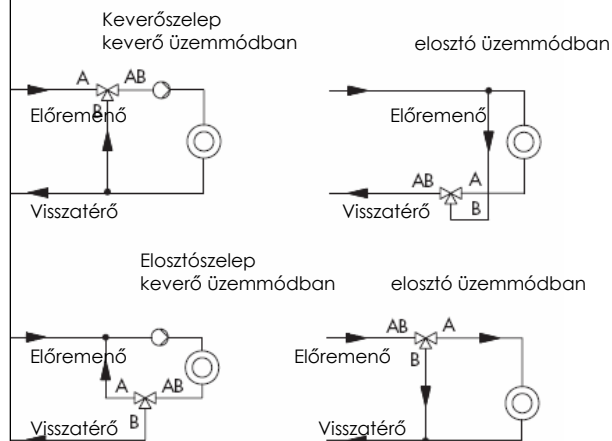 Keverőszelep
keverő üzemmódban
A
AB
B
Előremenő
Visszatérő
elosztó üzemmódban
Előremenő
AB
A
B
Visszatérő
Elosztószelep
keverő üzemmódban
Előremenő
A
AB
B
Visszatérő
elosztó üzemmódban
AB
A
Előremenő
B
Visszatérő